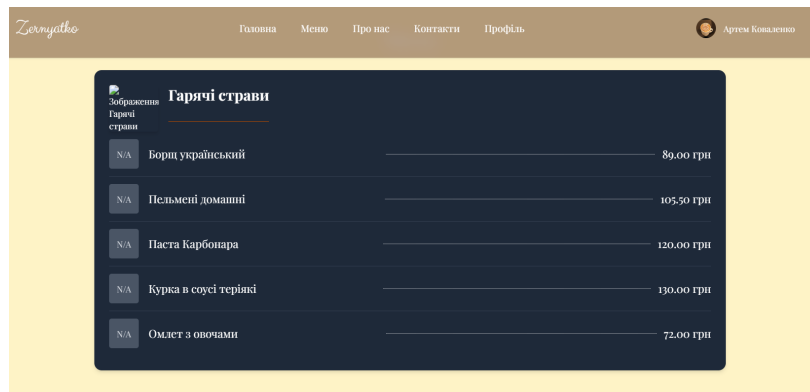 Zernyatko
Головна Меню Про нас Контакти Профіль
Артем Коваленко
Зображення
Гарячі
страви
Гарячі страви
N/A Борщ український 89.00 грн
N/A Пельмені домашні 105.50 грн
N/A Паста Карбонара 120.00 грн
N/A Курка в соусі теріякі 130.00 грн
N/A Омлет з овочами 72.00 грн